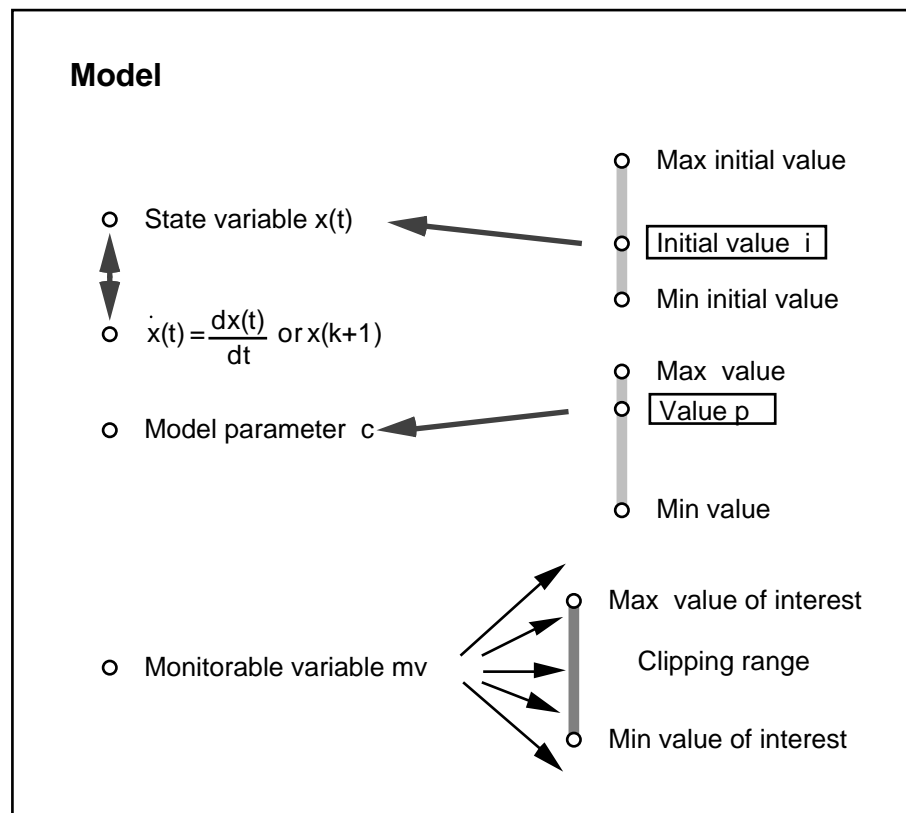 Model
Max initial value
State variable x(t)
Initial value i
Min initial value
ẋ(t) = dx(t)/dt or x(k+1)
Max value
Value p
Model parameter c
Min value
Max value of interest
Clipping range
Monitorable variable mv
Min value of interest